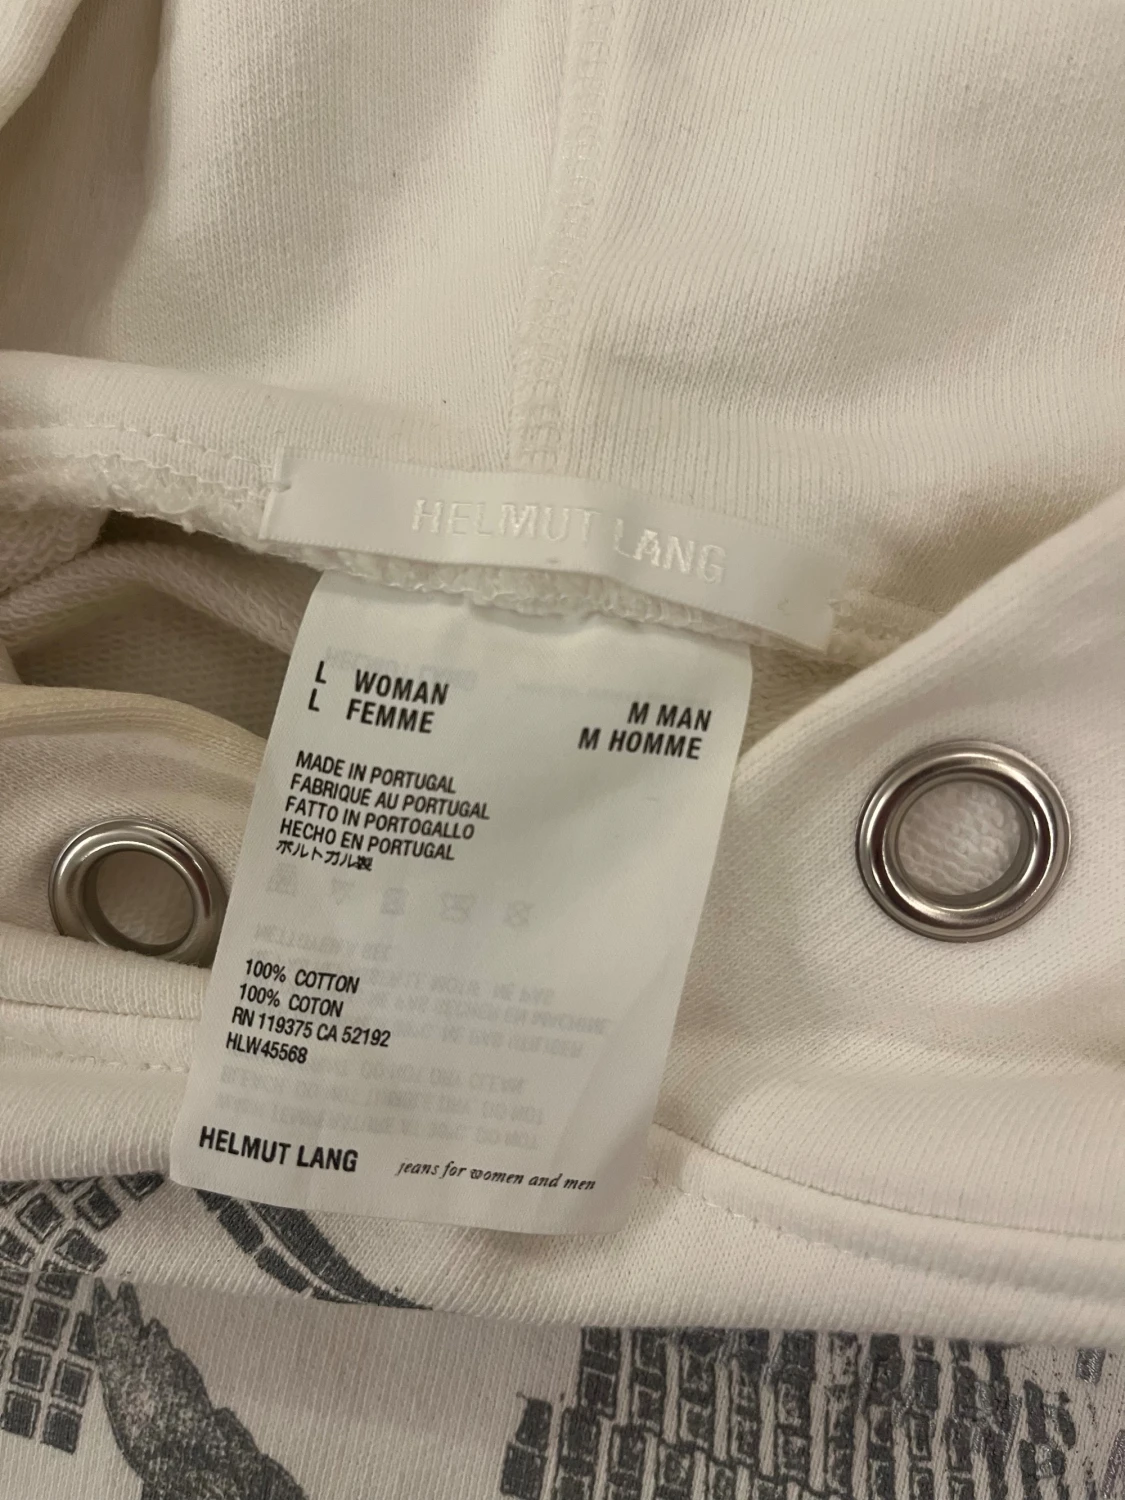 HELMUT LANG
L WOMAN
L FEMME
M MAN
M HOMME
MADE IN PORTUGAL
FABRIQUE AU PORTUGAL
FATTO IN PORTOGALLO
HECHO EN PORTUGAL
ポルトガル製
100% COTTON
100% COTON
RN 119375 CA 52192
HLW45568
HELMUT LANG jeans for women and men